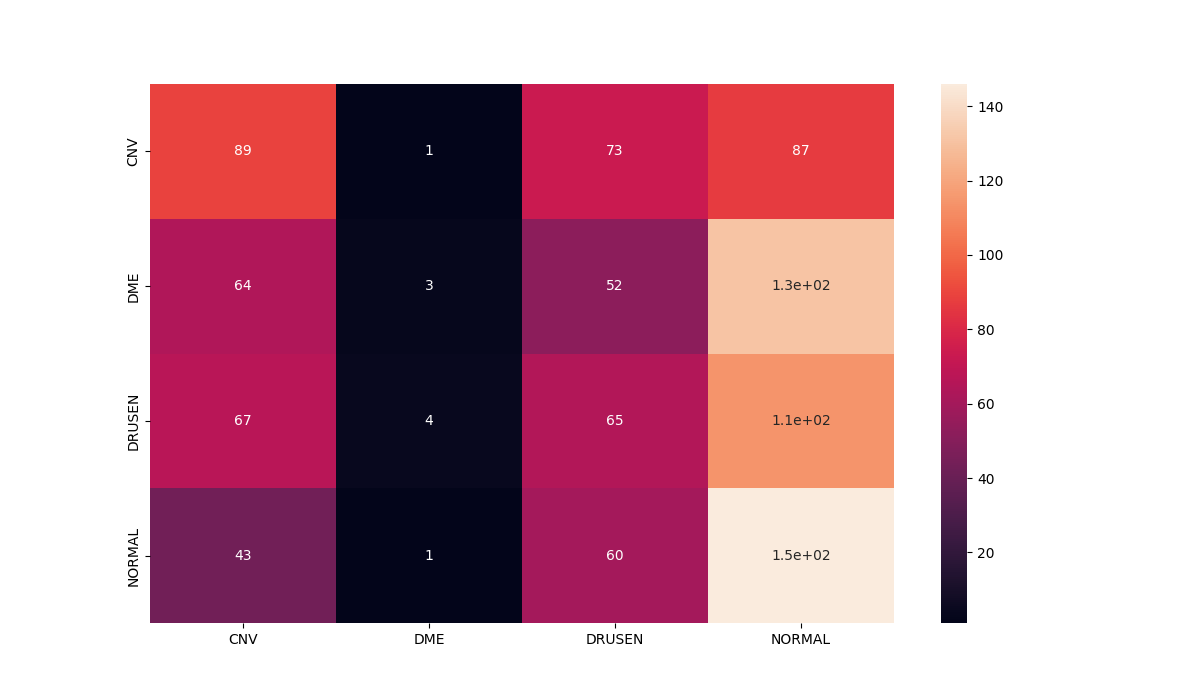 140
CNV 89 1 73 87
120
DME 64 3 52 1.3e+02
100
80
DRUSEN 67 4 65 1.1e+02
60
40
NORMAL 43 1 60 1.5e+02
20
CNV DME DRUSEN NORMAL